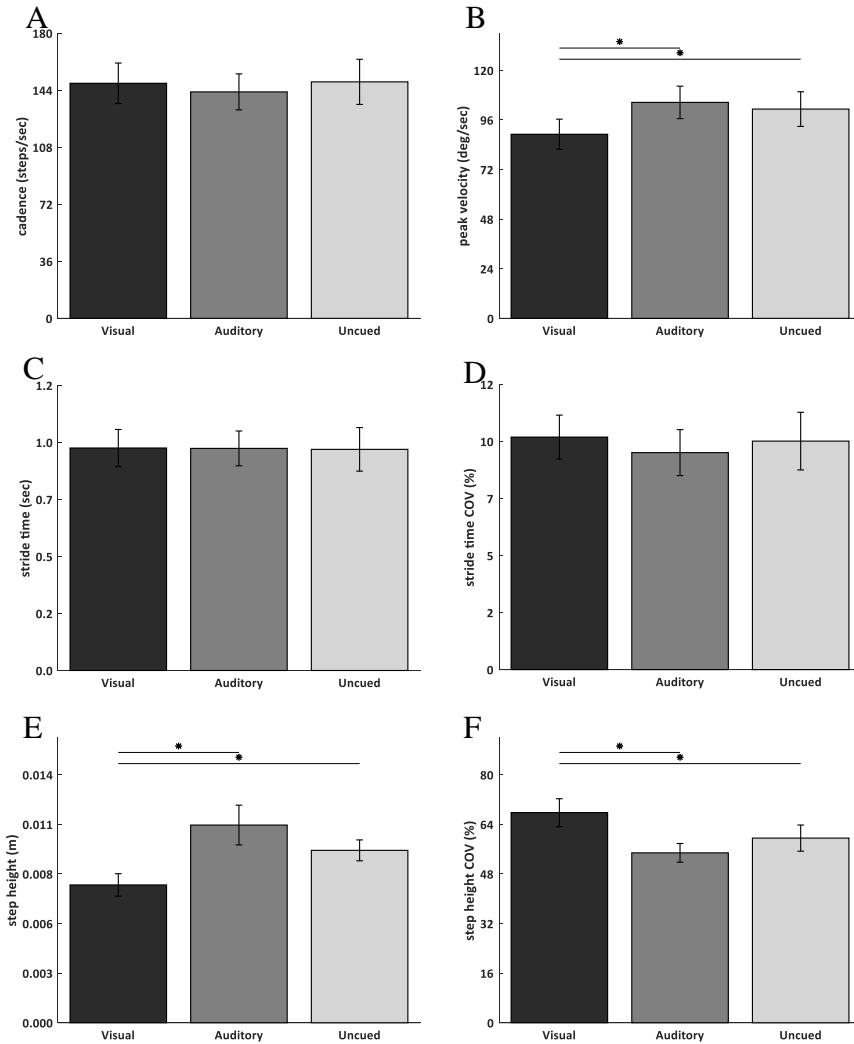 A
cadence (steps/sec)
180
144
108
72
36
0
Visual Auditory Uncued
B
peak velocity (deg/sec)
120
96
72
48
24
0
* 
*
Visual Auditory Uncued
C
stride time (sec)
1.2
1.0
0.7
0.5
0.2
0.0
Visual Auditory Uncued
D
stride time COV (%)
12
10
7
5
2
0
Visual Auditory Uncued
E
step height (m)
0.014
0.011
0.008
0.006
0.003
0.000
*
*
Visual Auditory Uncued
F
step height COV (%)
80
64
48
32
16
0
*
*
Visual Auditory Uncued